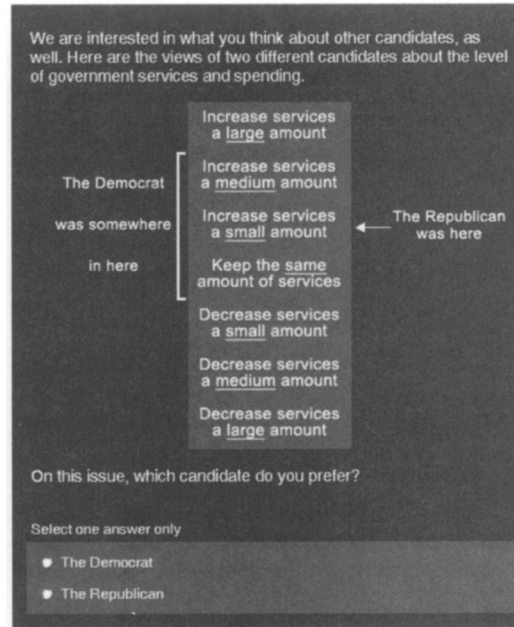 We are interested in what you think about other candidates, as
well. Here are the views of two different candidates about the level
of government services and spending.
Increase services
a large amount
Increase services
a medium amount
Increase services
a small amount
Keep the same
amount of services
Decrease services
a small amount
Decrease services
a medium amount
Decrease services
a large amount
The Democrat
was somewhere
in here
The Republican
was here
On this issue, which candidate do you prefer?
Select one answer only
The Democrat
The Republican